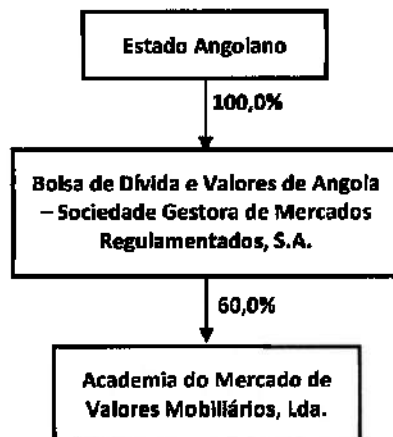 Estado Angolano
100,0%
Bolsa de Dívida e Valores de Angola
– Sociedade Gestora de Mercados
Regulamentados, S.A.
60,0%
Academia do Mercado de
Valores Mobiliários, Lda.